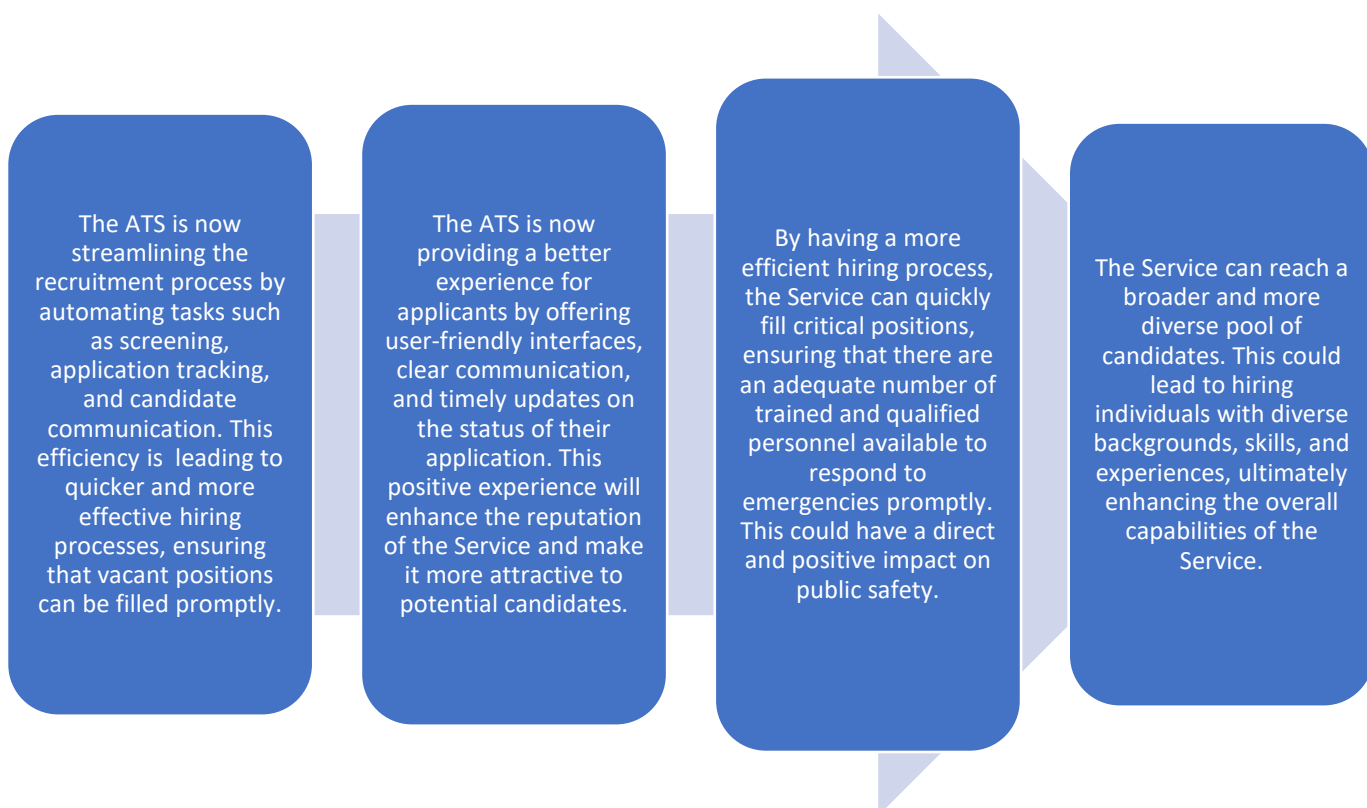 The ATS is now
streamlining the
recruitment process by
automating tasks such
as screening,
application tracking,
and candidate
communication. This
efficiency is  leading to
quicker and more
effective hiring
processes, ensuring
that vacant positions
can be filled promptly.
The ATS is now
providing a better
experience for
applicants by offering
user-friendly interfaces,
clear communication,
and timely updates on
the status of their
application. This
positive experience will
enhance the reputation
of the Service and make
it more attractive to
potential candidates.
By having a more
efficient hiring process,
the Service can quickly
fill critical positions,
ensuring that there are
an adequate number of
trained and qualified
personnel available to
respond to
emergencies promptly.
This could have a direct
and positive impact on
public safety.
The Service can reach a
broader and more
diverse pool of
candidates. This could
lead to hiring
individuals with diverse
backgrounds, skills, and
experiences, ultimately
enhancing the overall
capabilities of the
Service.